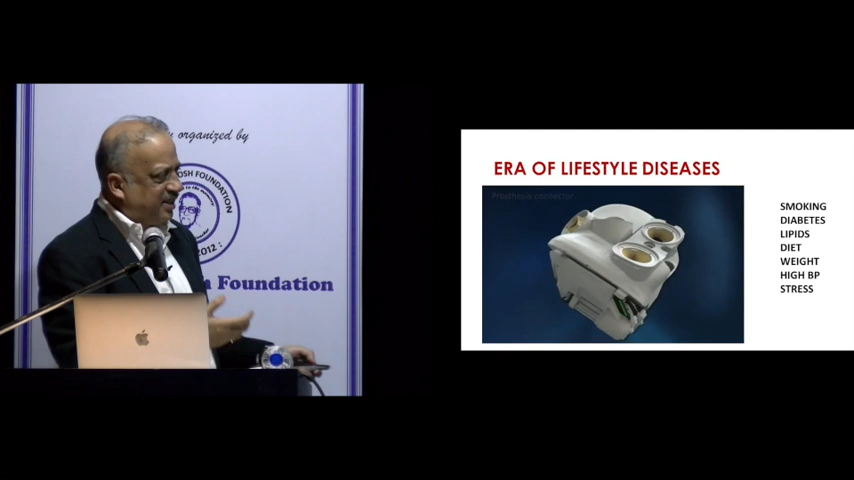 organized by
OSH FOUNDATION
2012 :
Foundation
ERA OF LIFESTYLE DISEASES
Prosthesis connector
SMOKING
DIABETES
LIPIDS
DIET
WEIGHT
HIGH BP
STRESS